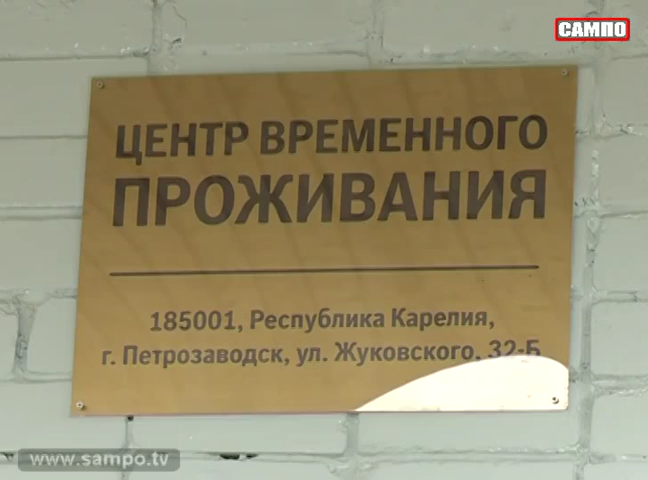 САМПО
ЦЕНТР ВРЕМЕННОГО
ПРОЖИВАНИЯ
185001, Республика Карелия,
г. Петрозаводск, ул. Жуковского, 32-Б
www.sampo.tv